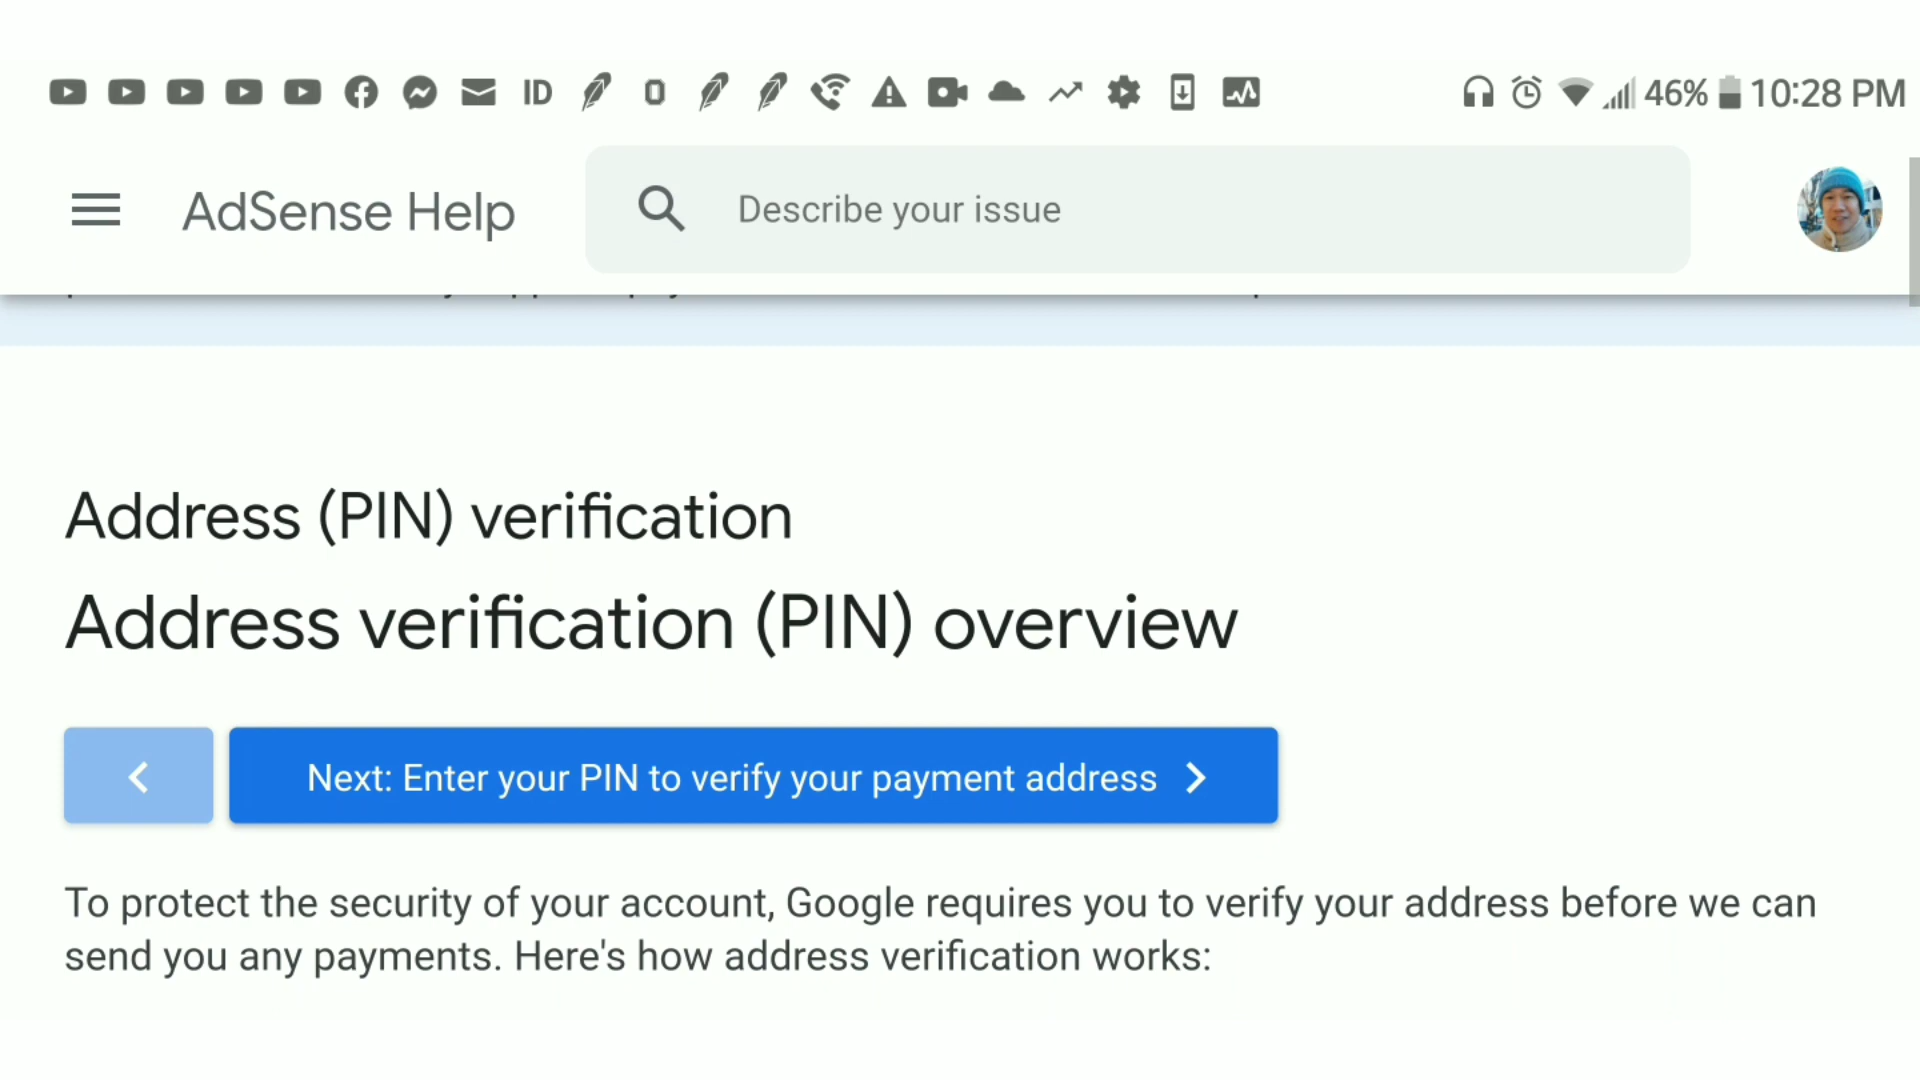 ID 46% 10:28 PM
AdSense Help Describe your issue
Address (PIN) verification
Address verification (PIN) overview
Next: Enter your PIN to verify your payment address
To protect the security of your account, Google requires you to verify your address before we can
send you any payments. Here's how address verification works: